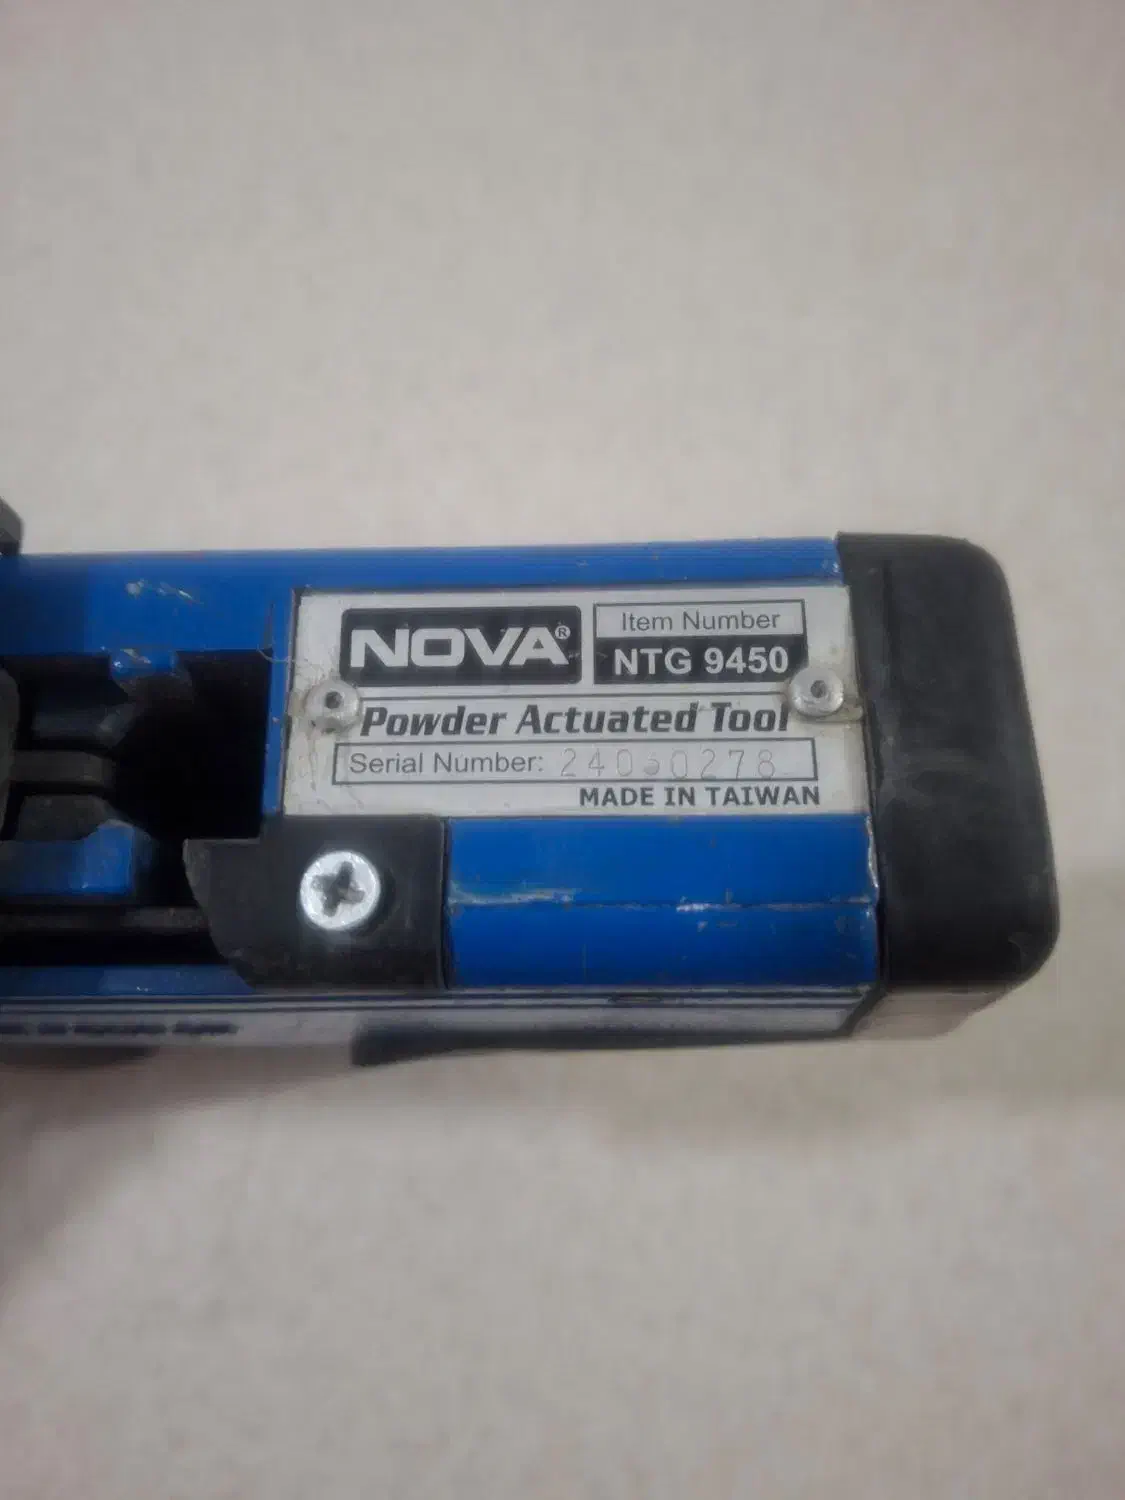 NOVA®
Item Number
NTG 9450
Powder Actuated Tool
Serial Number:
MADE IN TAIWAN